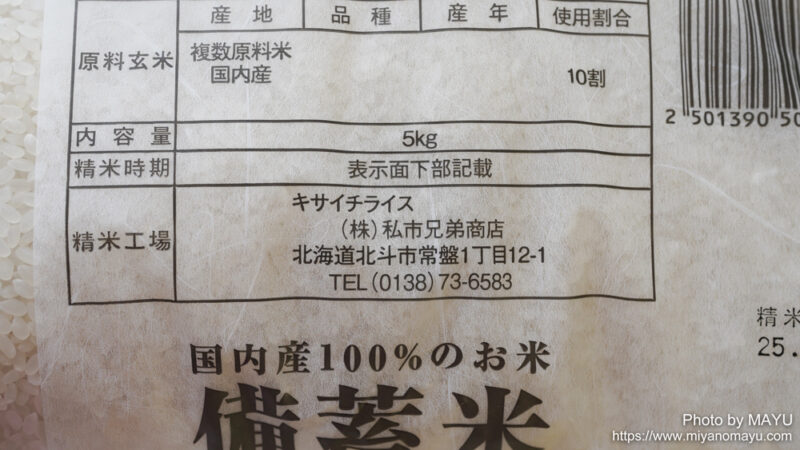 産地 品種 産年 使用割合
原料玄米 複数原料米
国内産 10割
内容量 5kg
精米時期 表示面下部記載
精米工場 キサイチライス
(株)私市兄弟商店
北海道北斗市常盤1丁目12-1
TEL(0138)73-6583
2 501390 50
精米
25.
国内産100%のお米
備蓄米
Photo by MAYU
https://www.miyanomayu.com